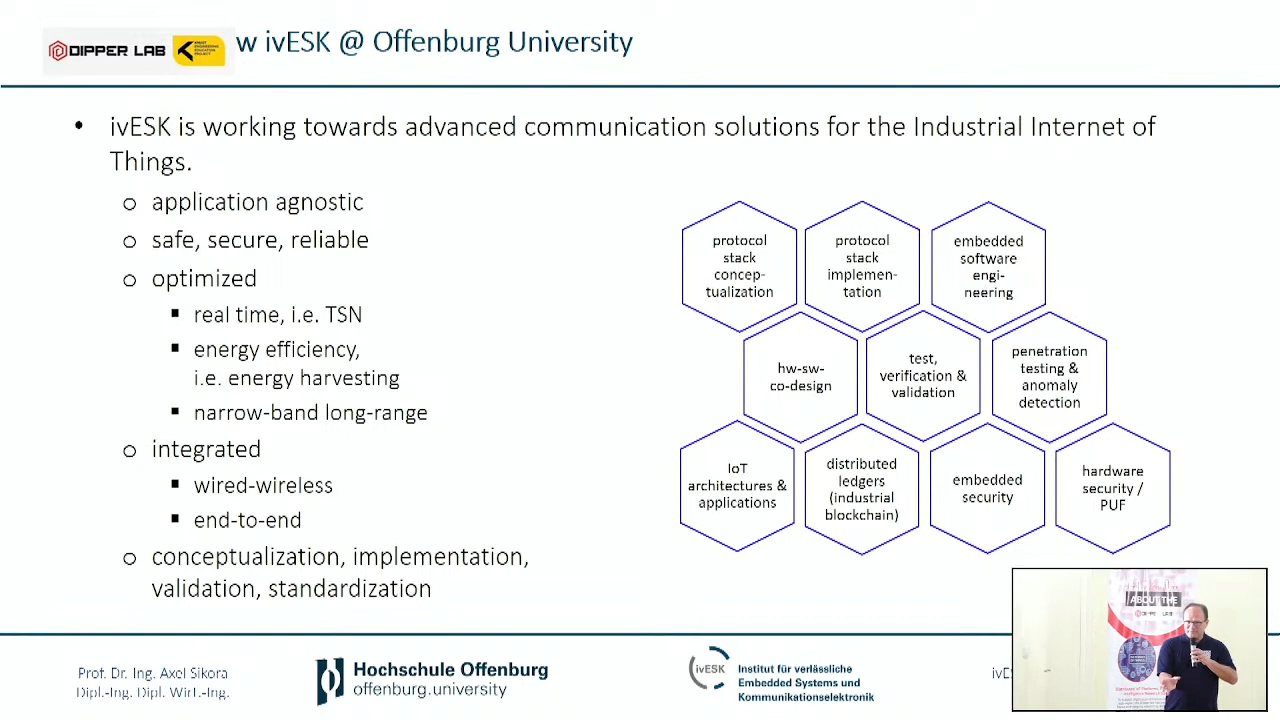 DIPPER LAB
w ivESK @ Offenburg University
• ivESK is working towards advanced communication solutions for the Industrial Internet of
Things.
o application agnostic
o safe, secure, reliable
o optimized
▪ real time, i.e. TSN
▪ energy efficiency,
i.e. energy harvesting
▪ narrow-band long-range
o integrated
▪ wired-wireless
▪ end-to-end
o conceptualization, implementation,
validation, standardization
protocol
stack
concep-
tualization
protocol
stack
implemen-
tation
embedded
software
engi-
neering
hw-sw-
co-design
test,
verification &
validation
penetration
testing &
anomaly
detection
IoT
architectures &
applications
distributed
ledgers
(industrial
blockchain)
embedded
security
hardware
security /
PUF
ABOUT THE
DIPPER LAB
Prof. Dr. Ing. Axel Sikora
Dipl.-Ing. Dipl. Wirt.-Ing.
Hochschule Offenburg
offenburg.university
ivESK
Institut für verlässliche
Embedded Systems und
Kommunikationselektronik